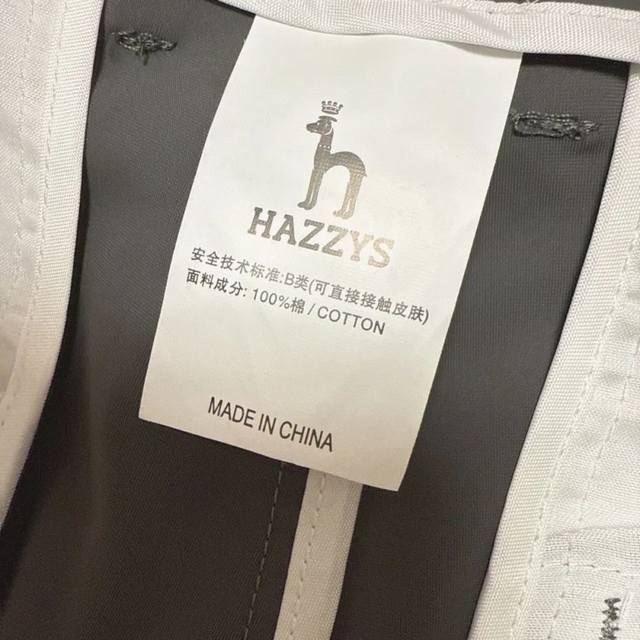 HAZZYS
安全技术标准:B类(可直接接触皮肤)
面料成分: 100%棉/COTTON
MADE IN CHINA